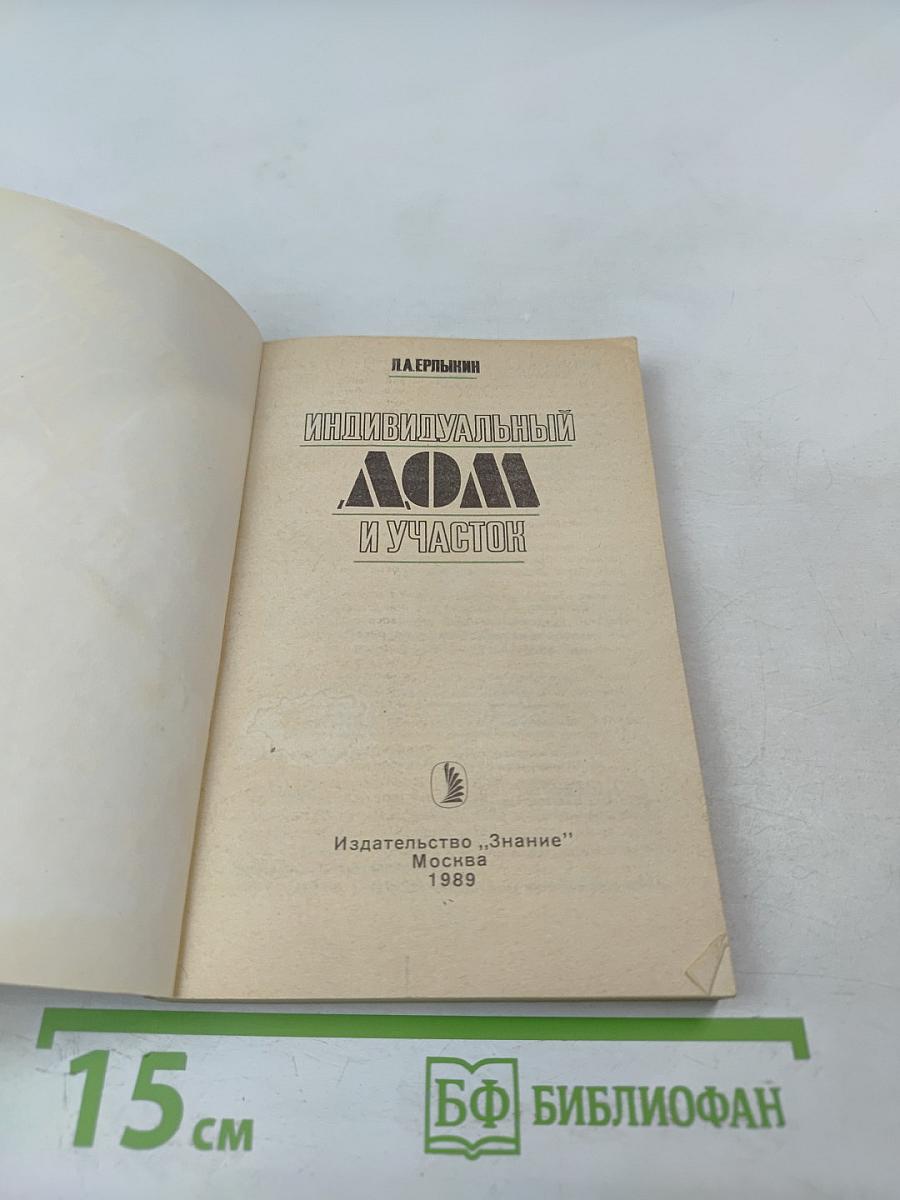 Л.А.ЕРЛЫКИН
ИНДИВИДУАЛЬНЫЙ
ДОМ
И УЧАСТОК
Издательство „Знание"
Москва
1989
15 см
БФ БИБЛИОФАН